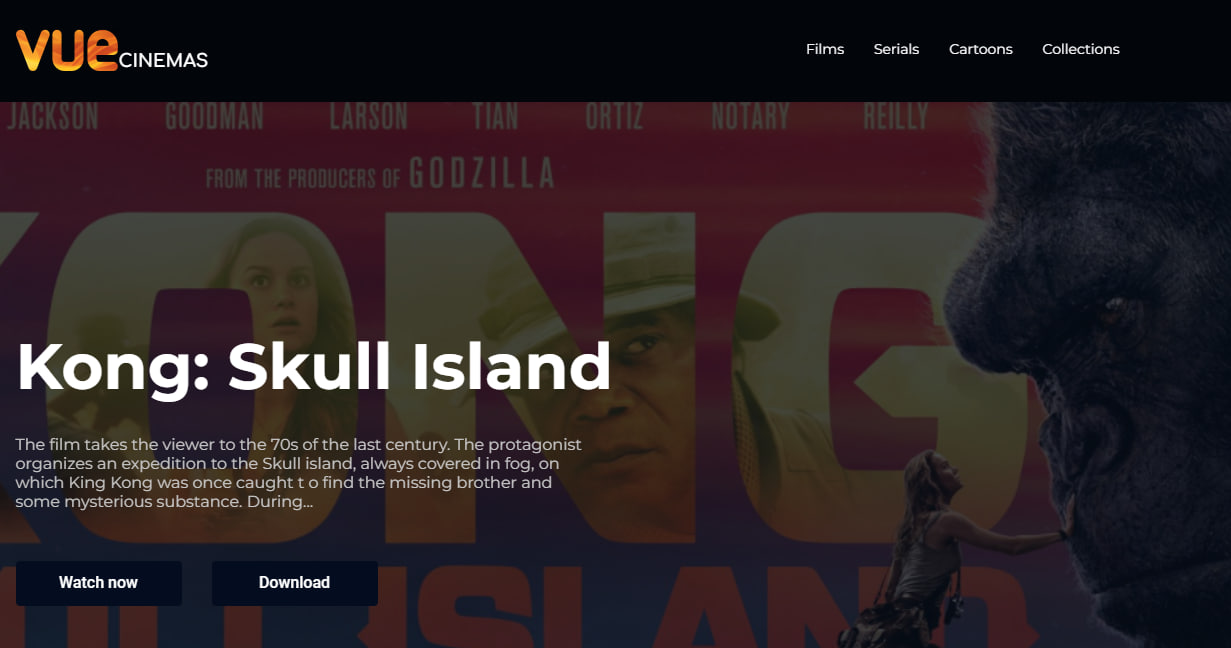 vue CINEMAS
Films Serials Cartoons Collections
JACKSON GOODMAN LARSON TIAN ORTIZ NOTARY REILLY
FROM THE PRODUCERS OF GODZILLA
KONG
Kong: Skull Island
The film takes the viewer to the 70s of the last century. The protagonist
organizes an expedition to the Skull island, always covered in fog, on
which King Kong was once caught t o find the missing brother and
some mysterious substance. During...
Watch now Download
ISLAND